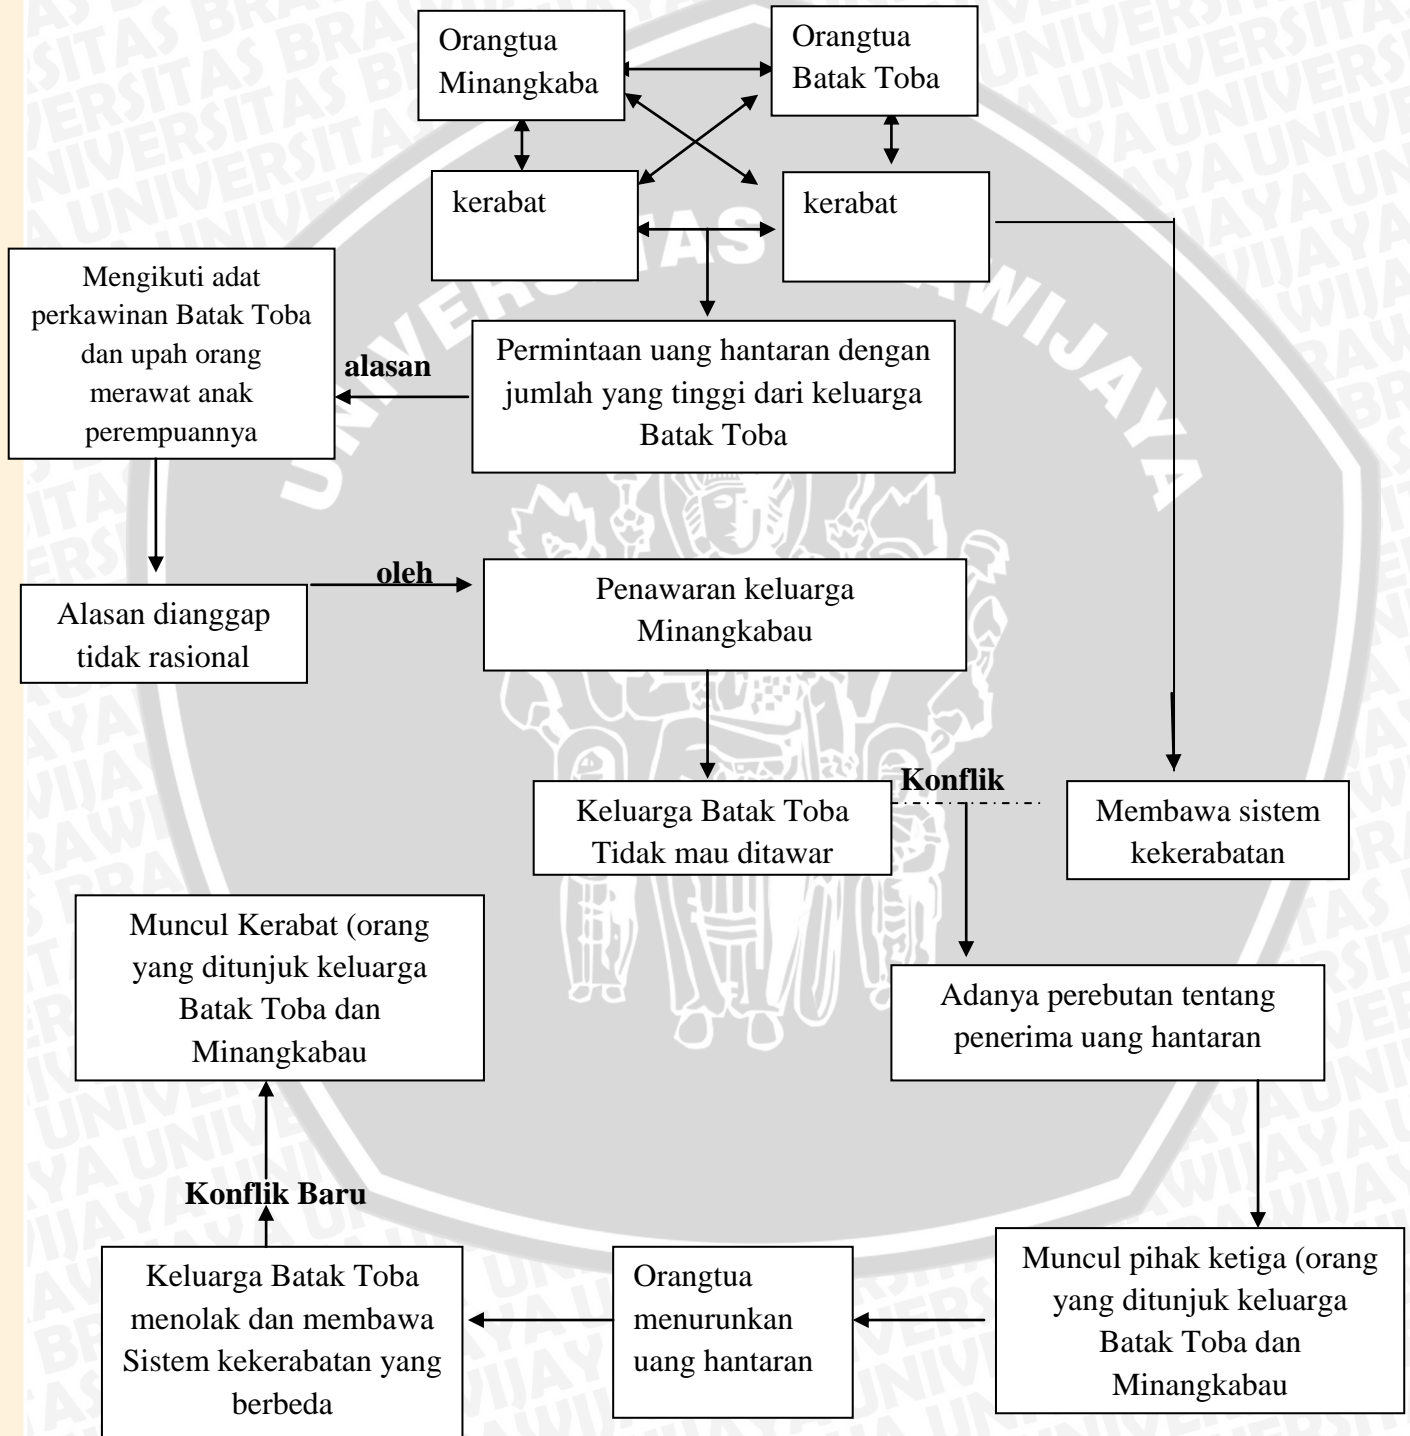 Orangtua
Minangkaba
Orangtua
Batak Toba
kerabat
kerabat
Mengikuti adat
perkawinan Batak Toba
dan upah orang
merawat anak
perempuannya
alasan
Permintaan uang hantaran dengan
jumlah yang tinggi dari keluarga
Batak Toba
Alasan dianggap
tidak rasional
oleh
Penawaran keluarga
Minangkabau
Keluarga Batak Toba
Tidak mau ditawar
Konflik
Membawa sistem
kekerabatan
Muncul Kerabat (orang
yang ditunjuk keluarga
Batak Toba dan
Minangkabau
Adanya perebutan tentang
penerima uang hantaran
Konflik Baru
Keluarga Batak Toba
menolak dan membawa
Sistem kekerabatan yang
berbeda
Orangtua
menurunkan
uang hantaran
Muncul pihak ketiga (orang
yang ditunjuk keluarga
Batak Toba dan
Minangkabau